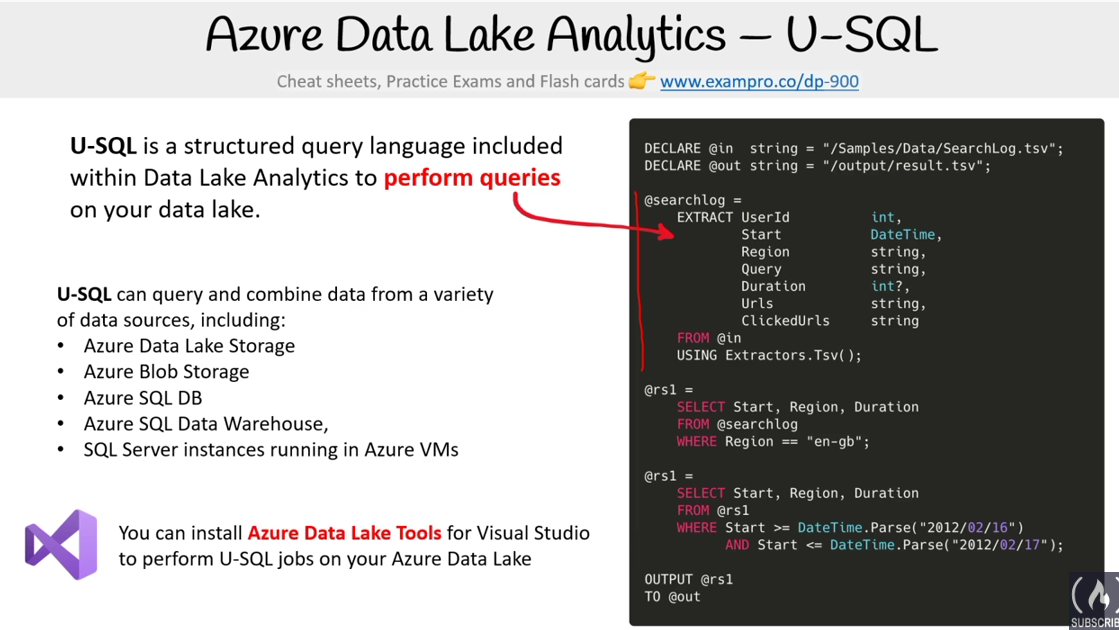 Azure Data Lake Analytics – U-SQL
Cheat sheets, Practice Exams and Flash cards 👉 www.exampro.co/dp-900
U-SQL is a structured query language included
within Data Lake Analytics to perform queries
on your data lake.
U-SQL can query and combine data from a variety
of data sources, including:
• Azure Data Lake Storage
• Azure Blob Storage
• Azure SQL DB
• Azure SQL Data Warehouse,
• SQL Server instances running in Azure VMs
You can install Azure Data Lake Tools for Visual Studio
to perform U-SQL jobs on your Azure Data Lake
DECLARE @in  string = "/Samples/Data/SearchLog.tsv";
DECLARE @out string = "/output/result.tsv";
@searchlog =
    EXTRACT UserId          int,
            Start           DateTime,
            Region          string,
            Query           string,
            Duration        int?,
            Urls            string,
            ClickedUrls     string
    FROM @in
    USING Extractors.Tsv();
@rs1 =
    SELECT Start, Region, Duration
    FROM @searchlog
    WHERE Region == "en-gb";
@rs1 =
    SELECT Start, Region, Duration
    FROM @rs1
    WHERE Start >= DateTime.Parse("2012/02/16")
          AND Start <= DateTime.Parse("2012/02/17");
OUTPUT @rs1
TO @out
SUBSCRI